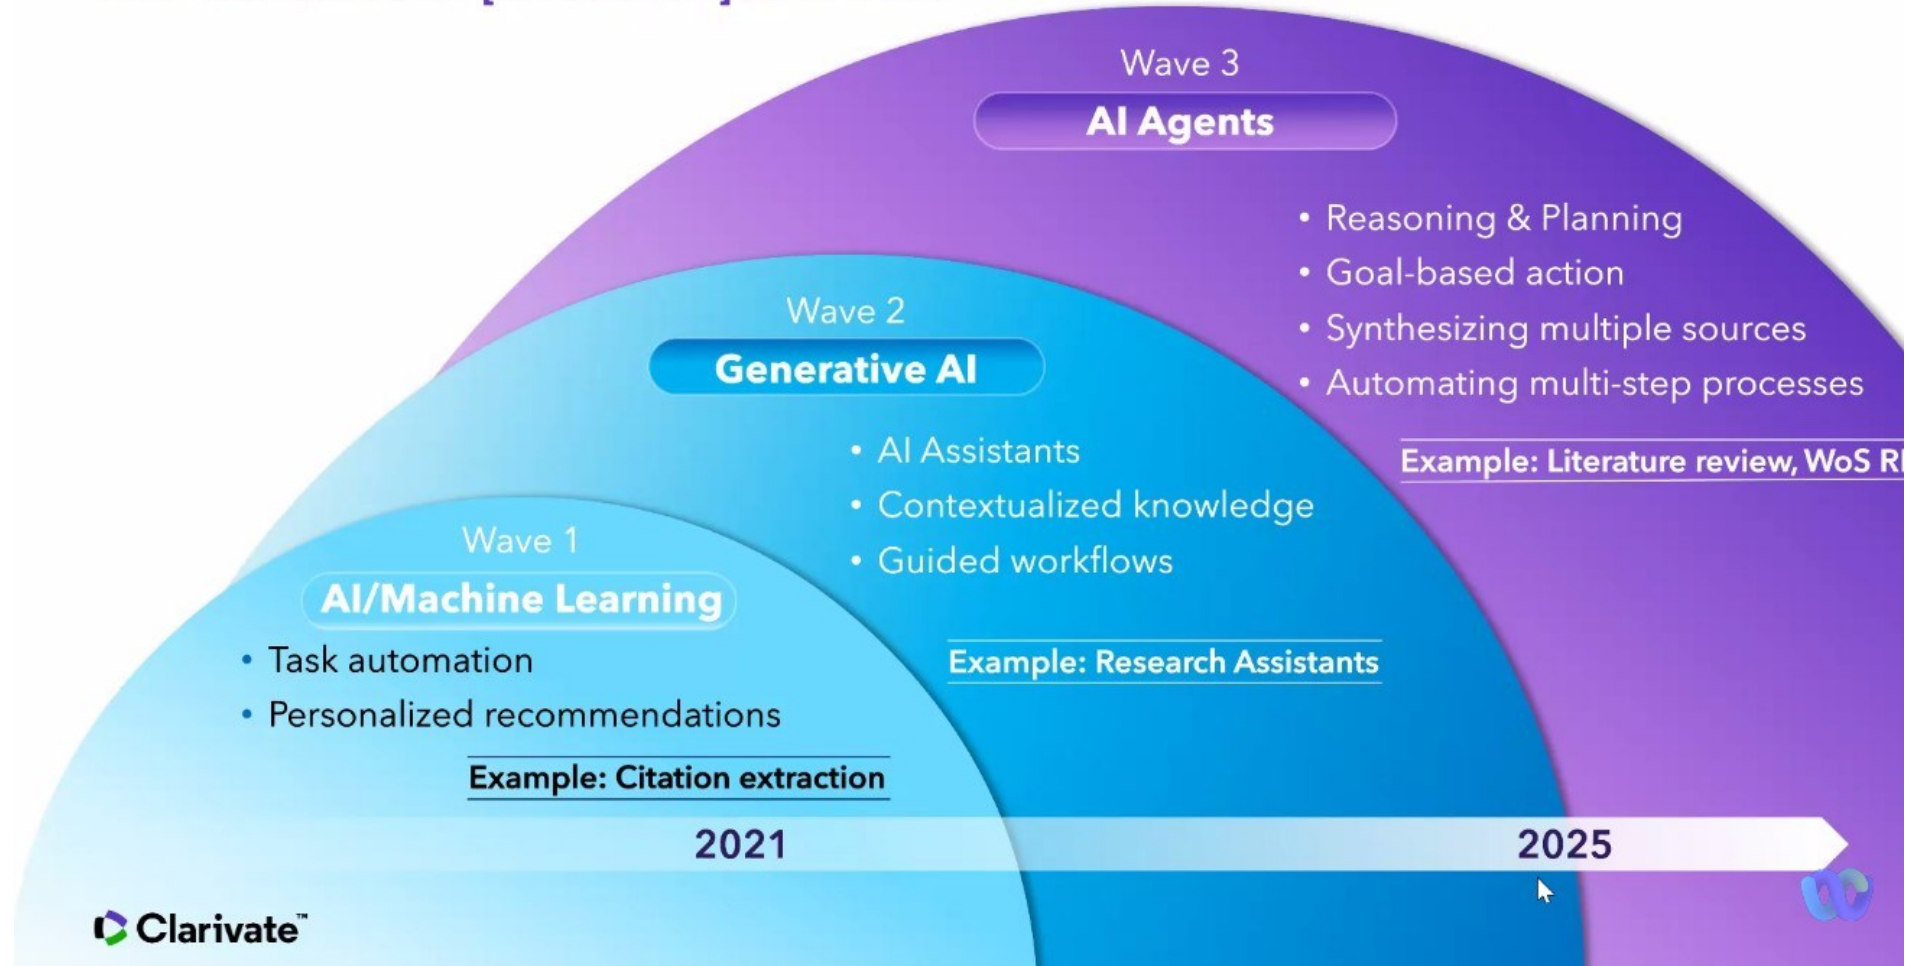 Wave 3
AI Agents
• Reasoning & Planning
• Goal-based action
• Synthesizing multiple sources
• Automating multi-step processes
Example: Literature review, WoS
Wave 2
Generative AI
• AI Assistants
• Contextualized knowledge
• Guided workflows
Example: Research Assistants
Wave 1
AI/Machine Learning
• Task automation
• Personalized recommendations
Example: Citation extraction
2021
2025
Clarivate™